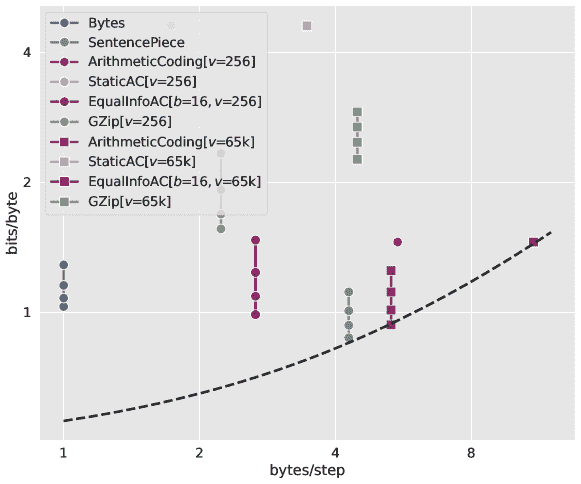 Bytes
SentencePiece
ArithmeticCoding[v=256]
StaticAC[v=256]
EqualInfoAC[b=16, v=256]
GZip[v=256]
ArithmeticCoding[v=65k]
StaticAC[v=65k]
EqualInfoAC[b=16, v=65k]
GZip[v=65k]
4
2
1
bits/byte
1 2 4 8
bytes/step